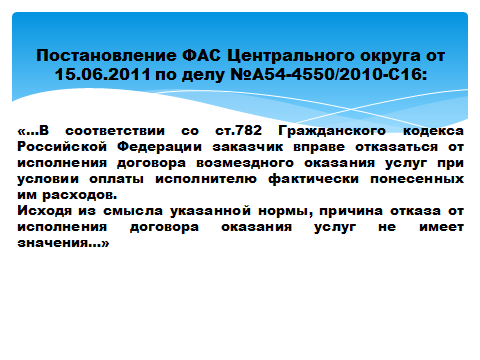 Постановление ФАС Центрального округа от
15.06.2011 по делу №А54-4550/2010-С16:
«...В соответствии со ст.782 Гражданского кодекса
Российской Федерации заказчик вправе отказаться от
исполнения договора возмездного оказания услуг при
условии оплаты исполнителю фактически понесенных
им расходов.
Исходя из смысла указанной нормы, причина отказа от
исполнения договора оказания услуг не имеет
значения...»